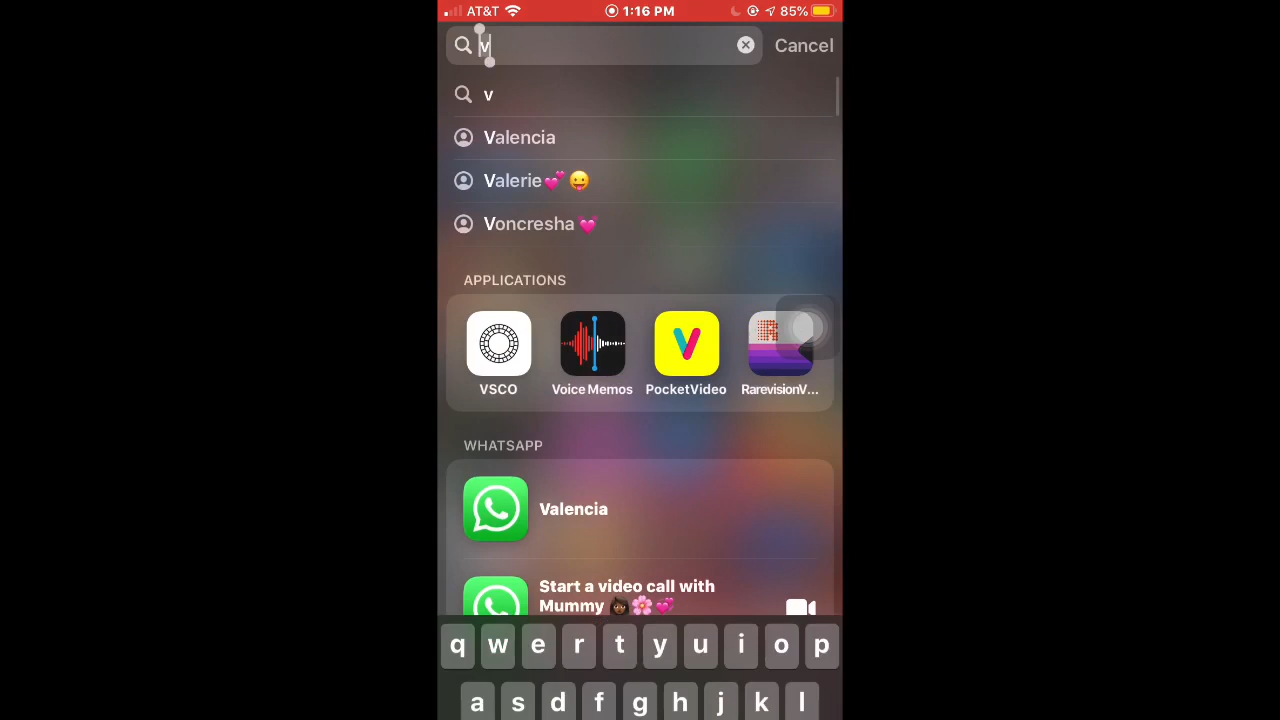 AT&T 1:16 PM 85%
v Cancel
v
Valencia
Valerie💕😛
Voncresha💓
APPLICATIONS
VSCO Voice Memos PocketVideo RarevisionV...
WHATSAPP
Valencia
Start a video call with
Mummy 👩🏾🌸💕
q w e r t y u i o p
a s d f g h j k l